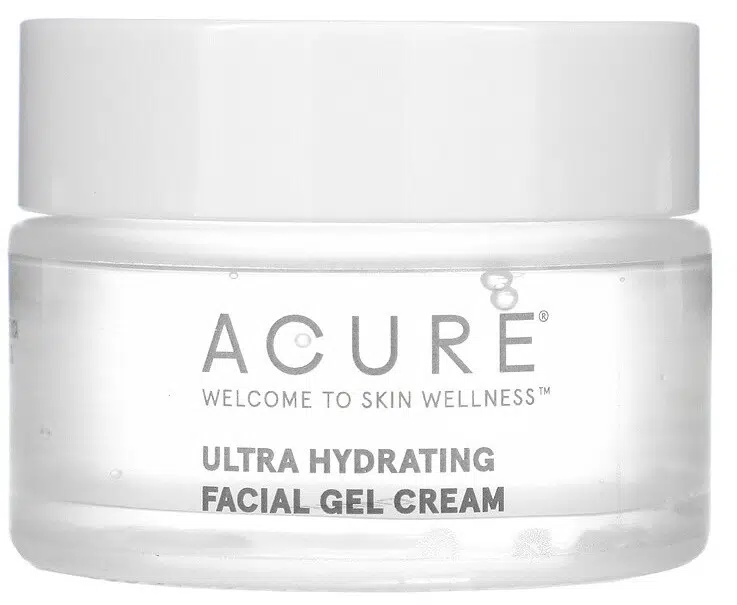 ACURE®
WELCOME TO SKIN WELLNESS™
ULTRA HYDRATING
FACIAL GEL CREAM